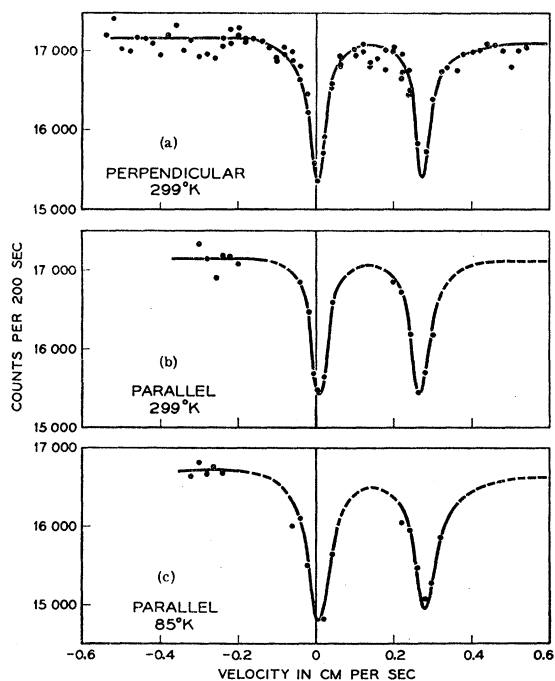 17 000
16 000
15 000
(a)
PERPENDICULAR
299°K
17 000
16 000
15 000
(b)
PARALLEL
299°K
17 000
16 000
15 000
(c)
PARALLEL
85°K
COUNTS PER 200 SEC
-0.6 -0.4 -0.2 0 0.2 0.4 0.6
VELOCITY IN CM PER SEC